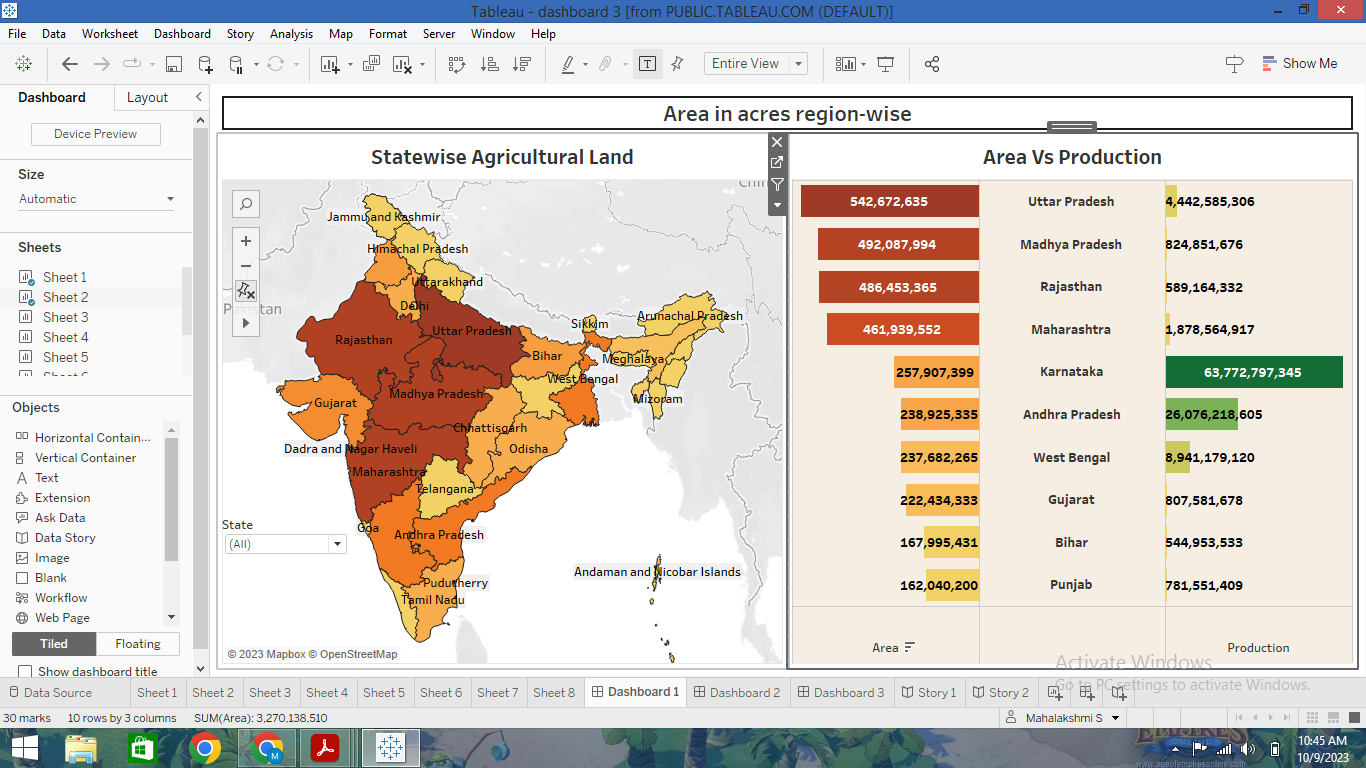 Tableau - dashboard 3 [from PUBLIC.TABLEAU.COM (DEFAULT)]
File Data Worksheet Dashboard Story Analysis Map Format Server Window Help
Entire View
Show Me
Dashboard Layout
Device Preview
Size
Automatic
Sheets
Sheet 1
Sheet 2
Sheet 3
Sheet 4
Sheet 5
Objects
Horizontal Contain...
Vertical Container
Text
Extension
Ask Data
Data Story
Image
Blank
Workflow
Web Page
Tiled Floating
Show dashboard title
Area in acres region-wise
Statewise Agricultural Land
Jammu and Kashmir
Himachal Pradesh
Uttarakhand
Pakistan
Delhi
Arunachal Pradesh
Sikkim
Uttar Pradesh
Rajasthan
Bihar
Meghalaya
West Bengal
Madhya Pradesh
Mizoram
Gujarat
Chhattisgarh
Dadra and Nagar Haveli
Odisha
Maharashtra
Telangana
State
Goa
Andhra Pradesh
(All)
Andaman and Nicobar Islands
Puducherry
Tamil Nadu
© 2023 Mapbox © OpenStreetMap
Area Vs Production
542,672,635 Uttar Pradesh 4,442,585,306
492,087,994 Madhya Pradesh 824,851,676
486,453,365 Rajasthan 589,164,332
461,939,552 Maharashtra 1,878,564,917
257,907,399 Karnataka 63,772,797,345
238,925,335 Andhra Pradesh 26,076,218,605
237,682,265 West Bengal 8,941,179,120
222,434,333 Gujarat 807,581,678
167,995,431 Bihar 544,953,533
162,040,200 Punjab 781,551,409
Area Production
Activate Windows
Go to PC settings to activate Windows.
Data Source Sheet 1 Sheet 2 Sheet 3 Sheet 4 Sheet 5 Sheet 6 Sheet 7 Sheet 8 Dashboard 1 Dashboard 2 Dashboard 3 Story 1 Story 2
30 marks 10 rows by 3 columns SUM(Area): 3,270,138,510
Mahalakshmi S
10:45 AM
10/9/2023
www.ageofempiresonline.com